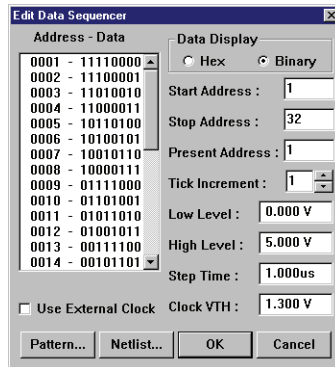 Edit Data Sequencer
Address - Data
0001 - 11110000
0002 - 11100001
0003 - 11010010
0004 - 11000011
0005 - 10110100
0006 - 10100101
0007 - 10010110
0008 - 10000111
0009 - 01111000
0010 - 01101001
0011 - 01011010
0012 - 01001011
0013 - 00111100
0014 - 00101101
Data Display
Hex Binary
Start Address : 1
Stop Address : 32
Present Address : 1
Tick Increment : 1
Low Level : 0.000 V
High Level : 5.000 V
Step Time : 1.000us
Use External Clock Clock VTH : 1.300 V
Pattern... Netlist... OK Cancel